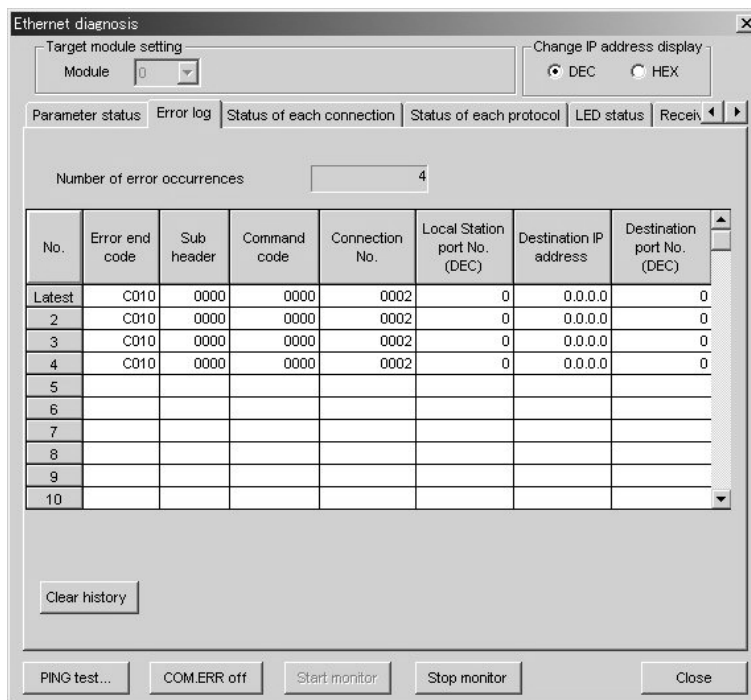 Ethernet diagnosis
Target module setting
Module 0
Change IP address display
DEC HEX
Parameter status Error log Status of each connection Status of each protocol LED status Receiv
Number of error occurrences 4
No. Error end code Sub header Command code Connection No. Local Station port No. (DEC) Destination IP address Destination port No. (DEC)
Latest C010 0000 0000 0002 0 0.0.0.0 0
2 C010 0000 0000 0002 0 0.0.0.0 0
3 C010 0000 0000 0002 0 0.0.0.0 0
4 C010 0000 0000 0002 0 0.0.0.0 0
5
6
7
8
9
10
Clear history
PING test... COM.ERR off Start monitor Stop monitor Close